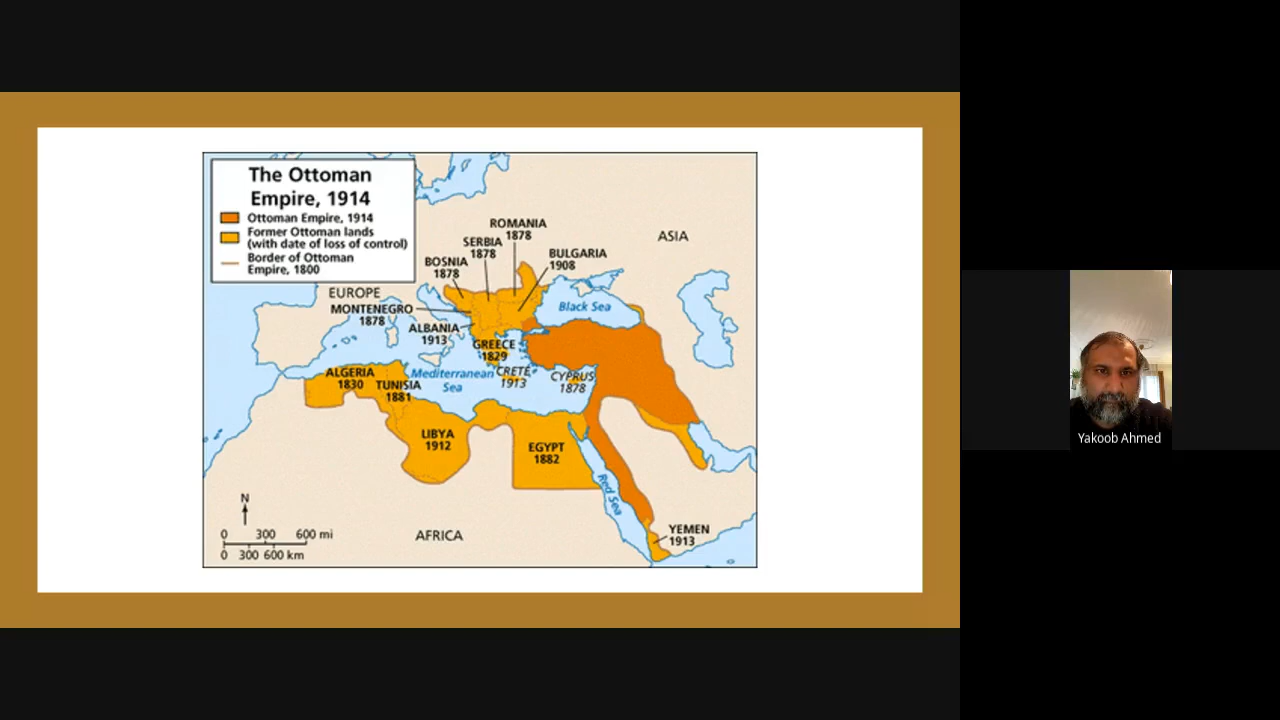 The Ottoman
Empire, 1914
Ottoman Empire, 1914
Former Ottoman lands
(with date of loss of control)
Border of Ottoman
Empire, 1800
ROMANIA
1878
SERBIA
1878
BOSNIA
1878
BULGARIA
1908
ASIA
EUROPE
MONTENEGRO
1878
Black Sea
ALBANIA
1913
GREECE
1829
CRETE
1913
CYPRUS
1878
Mediterranean
Sea
ALGERIA
1830
TUNISIA
1881
LIBYA
1912
EGYPT
1882
Red Sea
YEMEN
1913
AFRICA
N
0 300 600 mi
0 300 600 km
Yakoob Ahmed